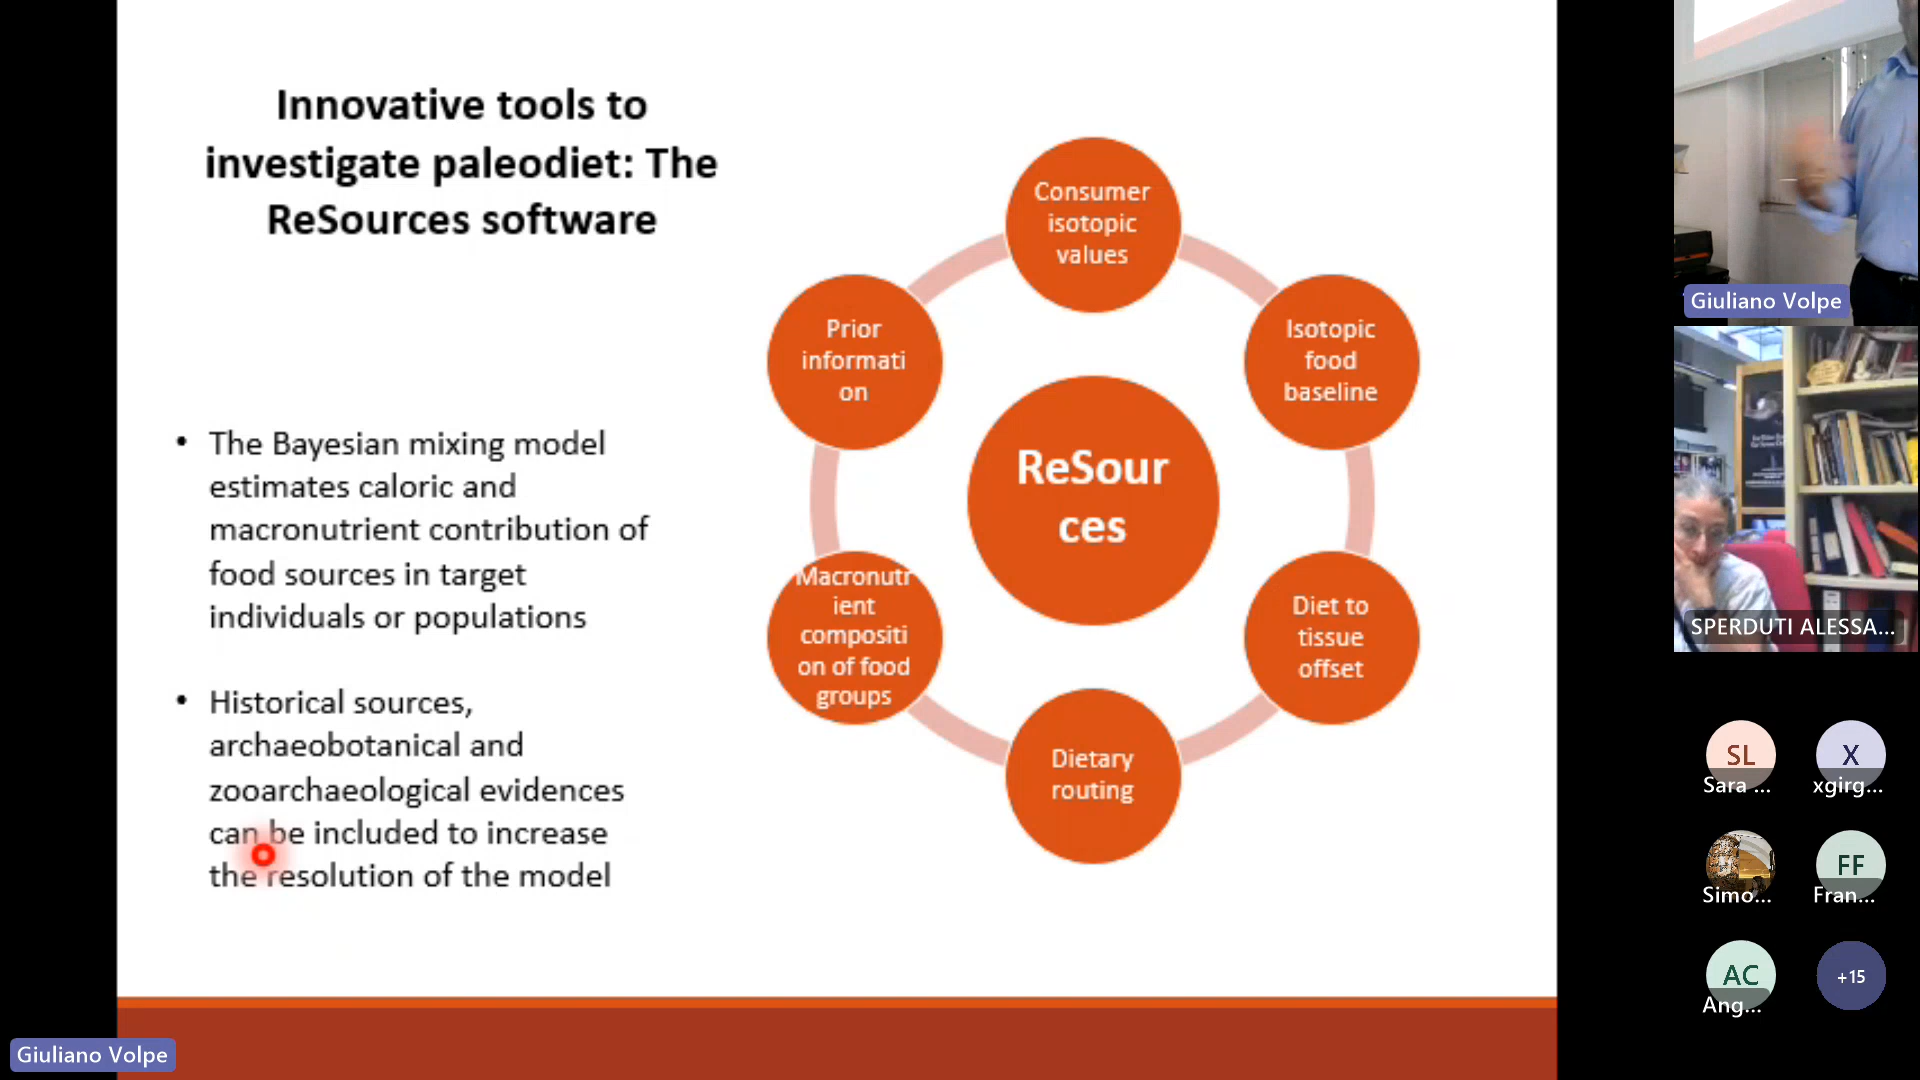 Innovative tools to
investigate paleodiet: The
ReSources software
• The Bayesian mixing model
estimates caloric and
macronutrient contribution of
food sources in target
individuals or populations
• Historical sources,
archaeobotanical and
zooarchaeological evidences
can be included to increase
the resolution of the model
Consumer
isotopic
values
Isotopic
food
baseline
Diet to
tissue
offset
Dietary
routing
Macronutr
ient
compositi
on of food
groups
Prior
informati
on
ReSour
ces
Giuliano Volpe
Giuliano Volpe
SPERDUTI ALESSA...
SL
Sara ...
X
xgirg...
Simo...
FF
Fran...
AC
Ang...
+15